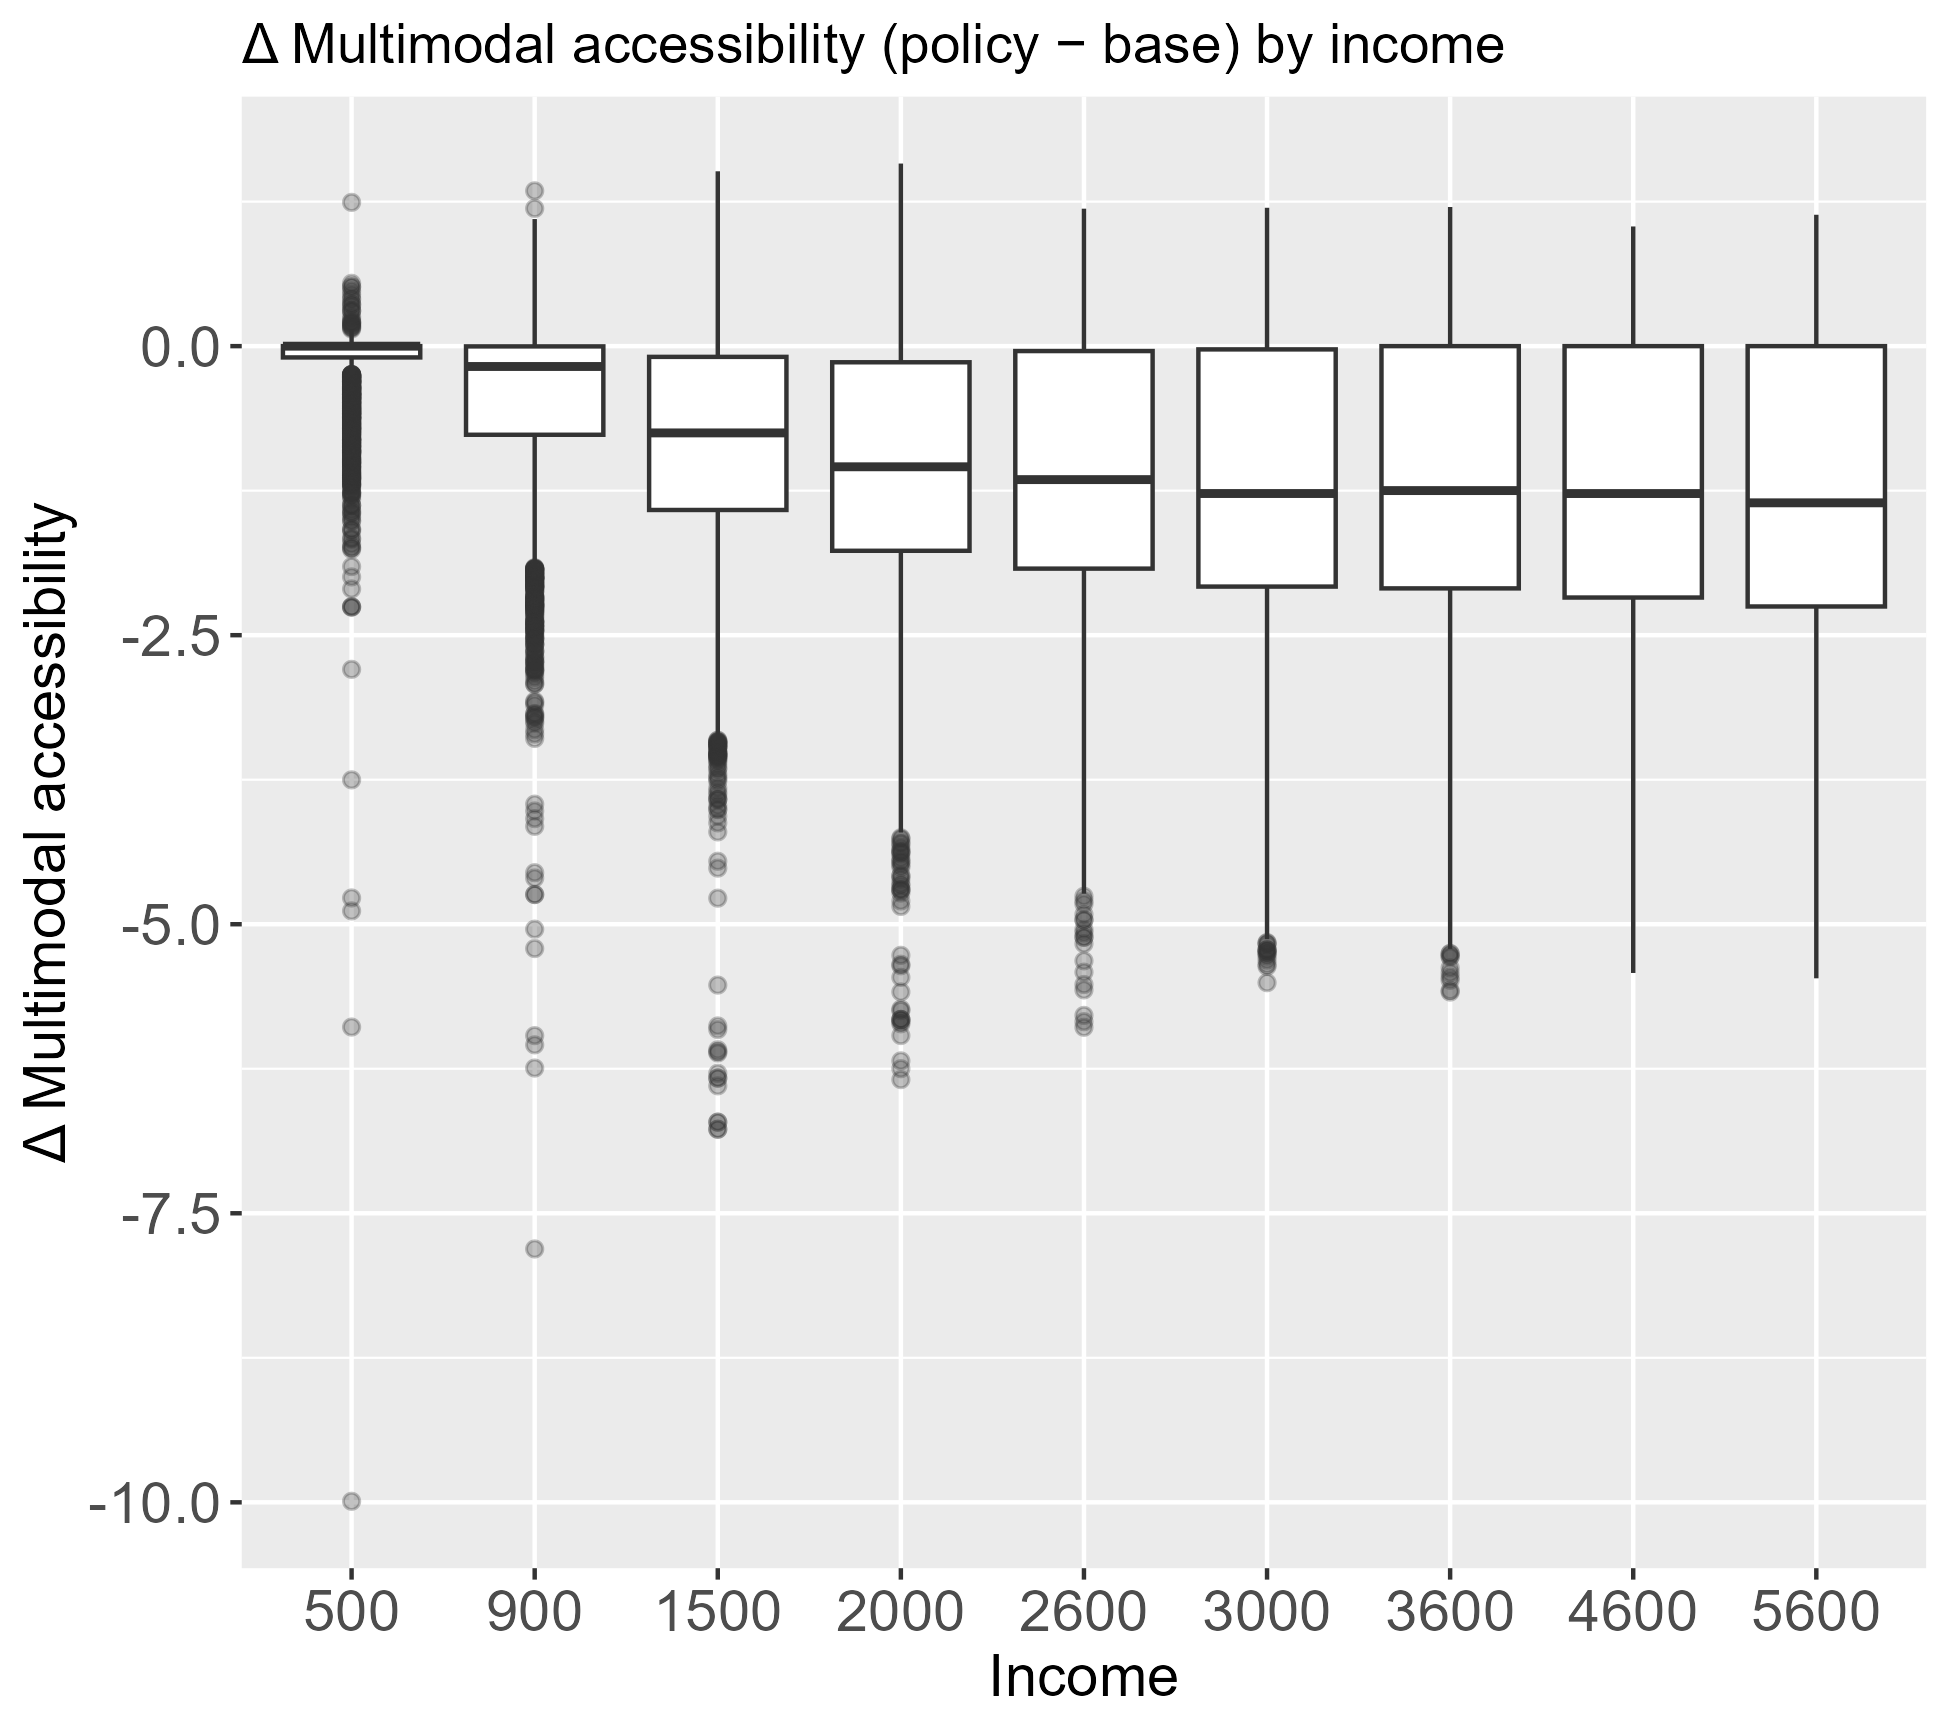 Δ Multimodal accessibility (policy − base) by income
Δ Multimodal accessibility
0.0
-2.5
-5.0
-7.5
-10.0
500 900 1500 2000 2600 3000 3600 4600 5600
Income